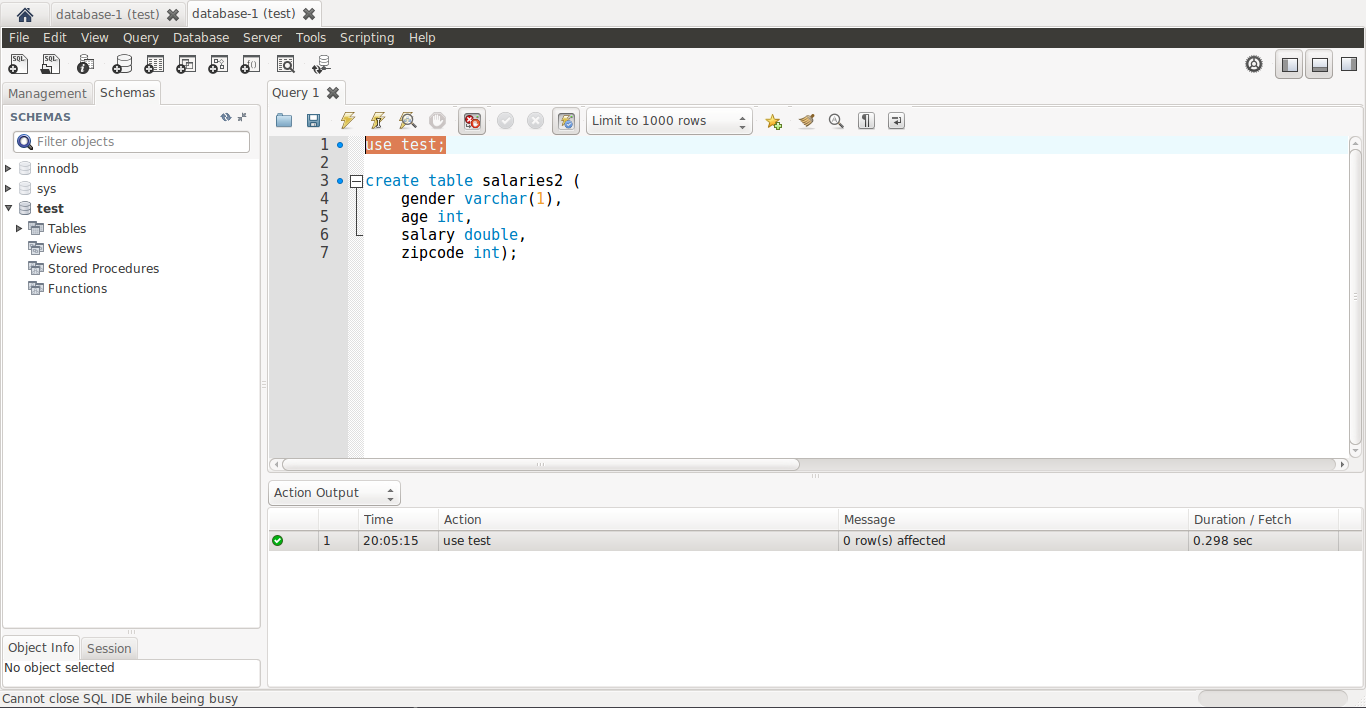 database-1 (test) database-1 (test)
File Edit View Query Database Server Tools Scripting Help
Management Schemas
Query 1
SCHEMAS
Filter objects
Limit to 1000 rows
innodb
sys
test
Tables
Views
Stored Procedures
Functions
1 use test;
2
3 create table salaries2 (
4 gender varchar(1),
5 age int,
6 salary double,
7 zipcode int);
Action Output
Time Action Message Duration / Fetch
1 20:05:15 use test 0 row(s) affected 0.298 sec
Object Info Session
No object selected
Cannot close SQL IDE while being busy